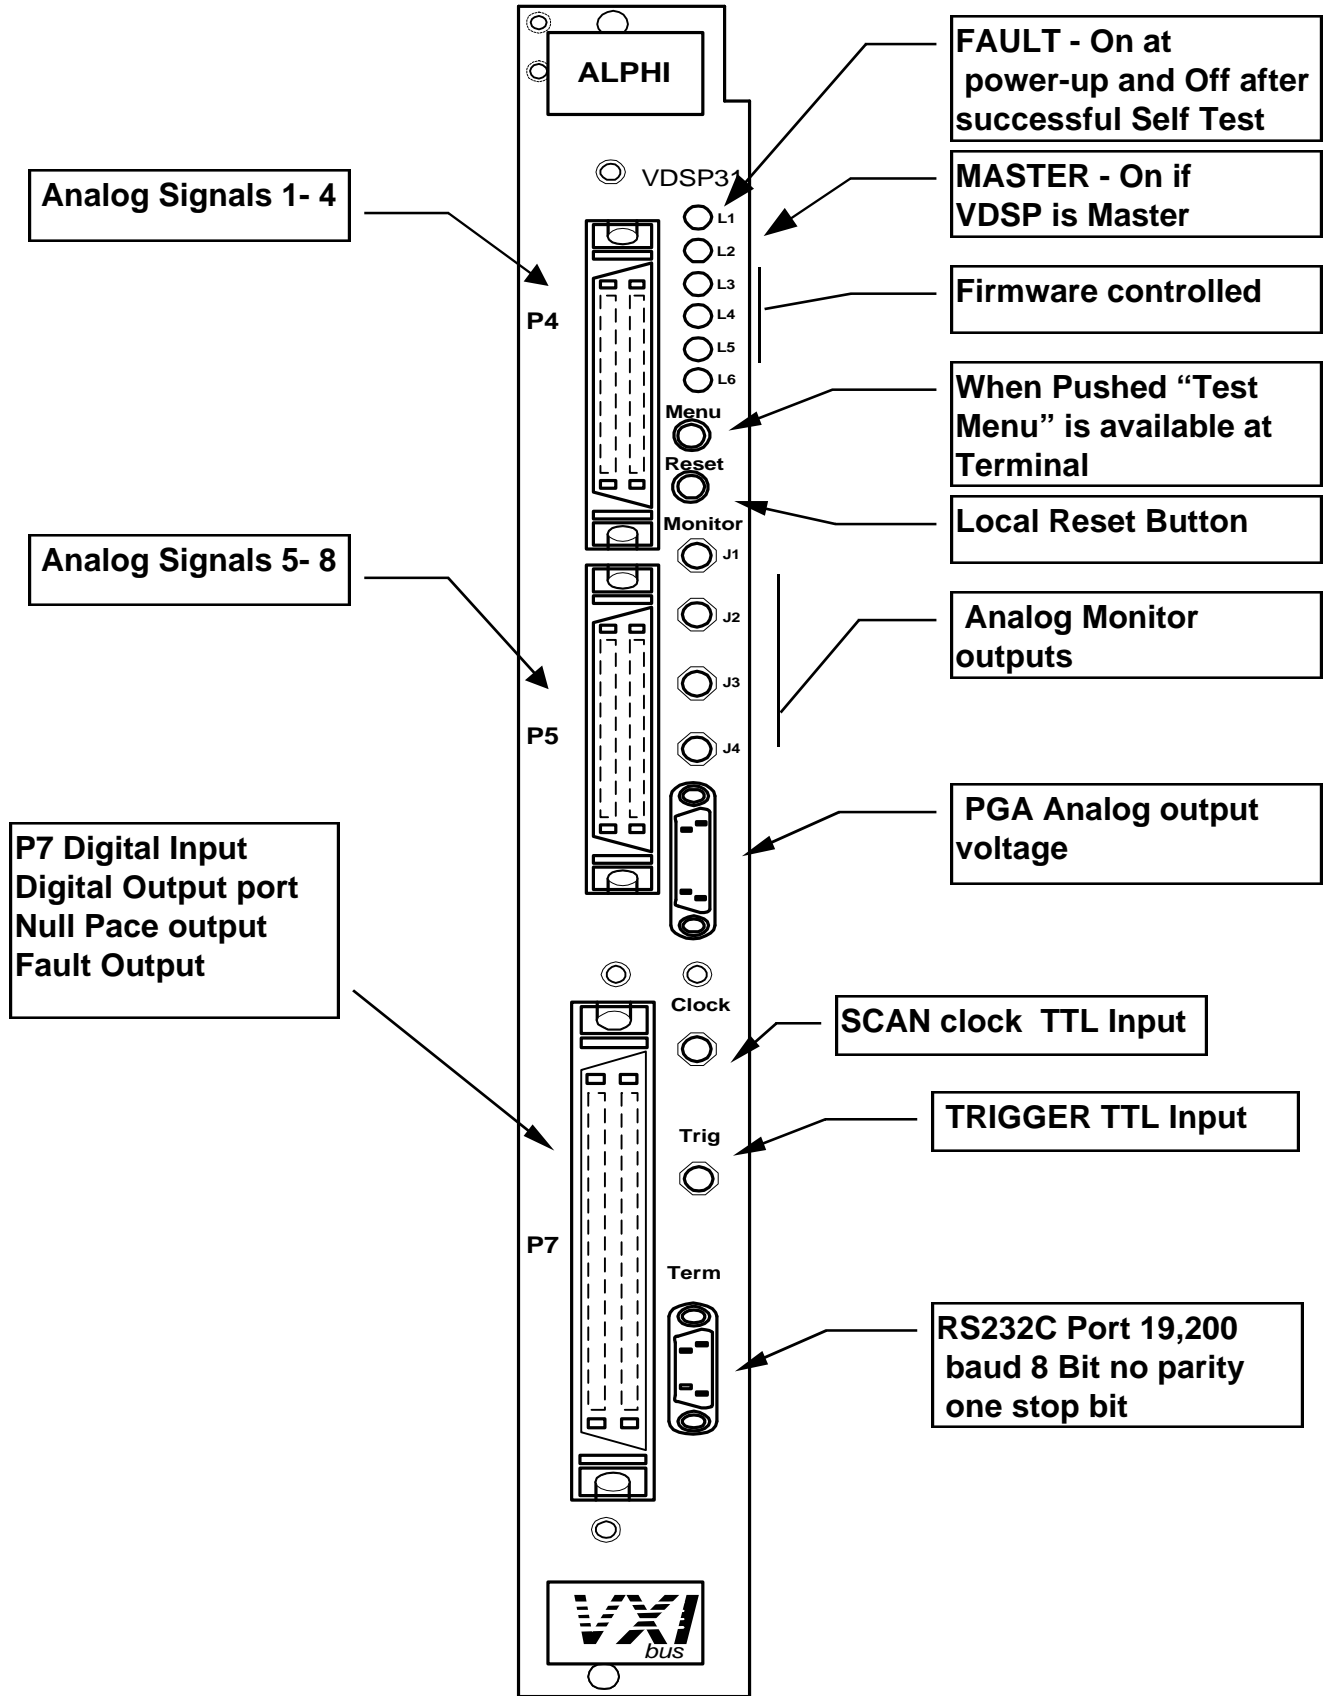 ALPHI
VDSP31
L1
L2
L3
L4
L5
L6
Menu
Reset
Monitor
J1
J2
J3
J4
P4
P5
P7
Clock
Trig
Term
VXI
bus
Analog Signals 1- 4
Analog Signals 5- 8
P7 Digital Input
Digital Output port
Null Pace output
Fault Output
FAULT - On at
power-up and Off after
successful Self Test
MASTER - On if
VDSP is Master
Firmware controlled
When Pushed “Test
Menu” is available at
Terminal
Local Reset Button
Analog Monitor
outputs
PGA Analog output
voltage
SCAN clock TTL Input
TRIGGER TTL Input
RS232C Port 19,200
baud 8 Bit no parity
one stop bit